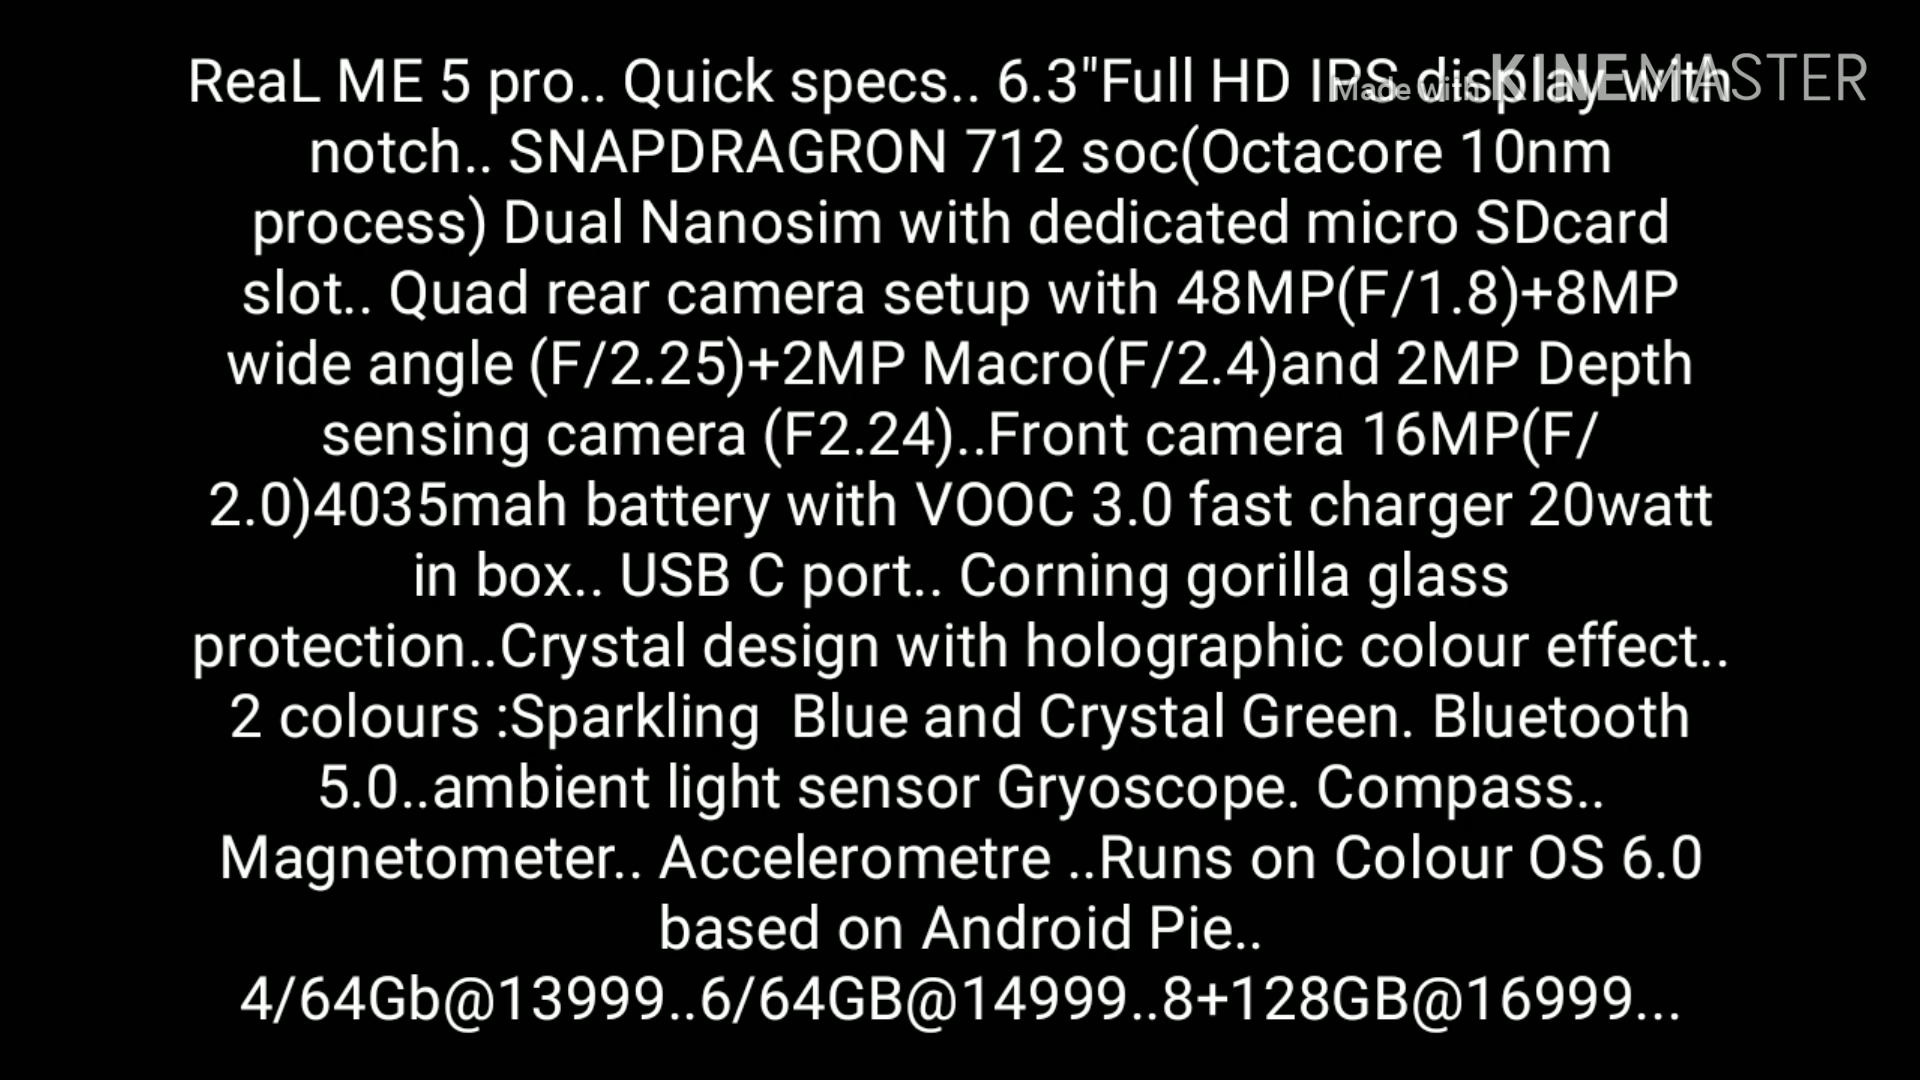 ReaL ME 5 pro.. Quick specs.. 6.3"Full HD IPS display with
Made with KINEMASTER
notch.. SNAPDRAGRON 712 soc(Octacore 10nm
process) Dual Nanosim with dedicated micro SDcard
slot.. Quad rear camera setup with 48MP(F/1.8)+8MP
wide angle (F/2.25)+2MP Macro(F/2.4)and 2MP Depth
sensing camera (F2.24)..Front camera 16MP(F/
2.0)4035mah battery with VOOC 3.0 fast charger 20watt
in box.. USB C port.. Corning gorilla glass
protection..Crystal design with holographic colour effect..
2 colours :Sparkling  Blue and Crystal Green. Bluetooth
5.0..ambient light sensor Gryoscope. Compass..
Magnetometer.. Accelerometre ..Runs on Colour OS 6.0
based on Android Pie..
4/64Gb@13999..6/64GB@14999..8+128GB@16999...